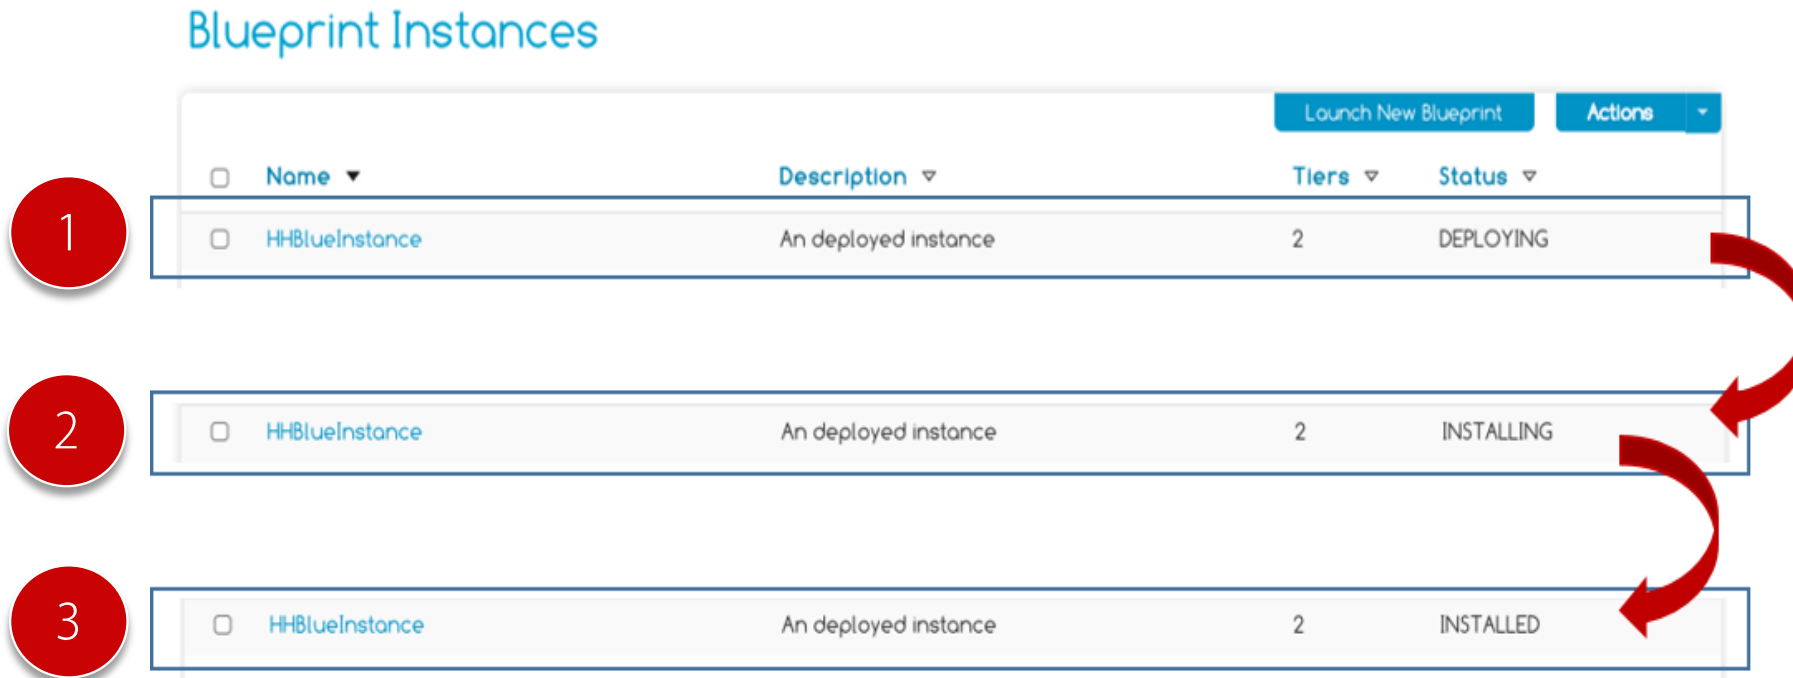 Blueprint Instances
Launch New Blueprint Actions
Name Description Tiers Status
1 HHBlueInstance An deployed instance 2 DEPLOYING
2 HHBlueInstance An deployed instance 2 INSTALLING
3 HHBlueInstance An deployed instance 2 INSTALLED